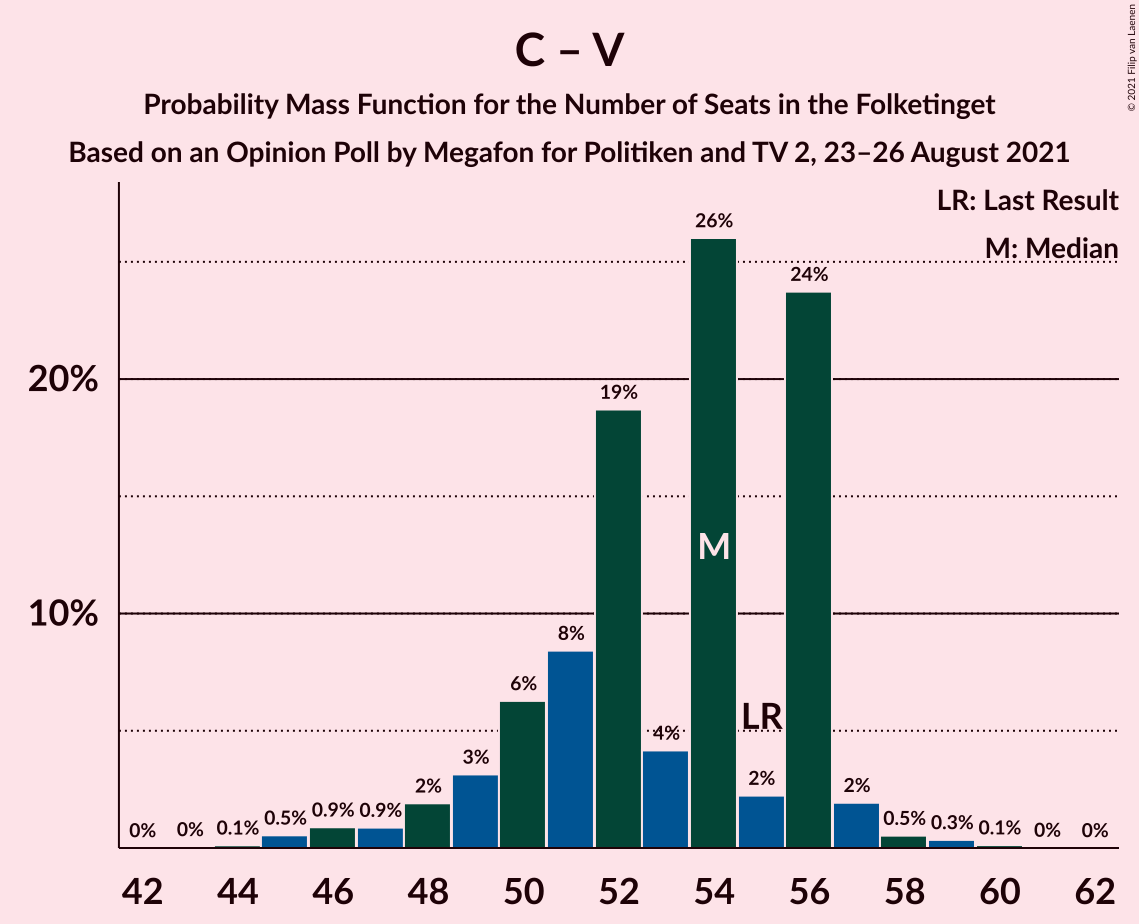 C – V
Probability Mass Function for the Number of Seats in the Folketinget
Based on an Opinion Poll by Megafon for Politiken and TV 2, 23–26 August 2021
© 2021 Filip van Laenen
LR: Last Result
M: Median
20%
10%
0%
0%
0.1%
0.5%
0.9%
0.9%
2%
3%
6%
8%
19%
4%
26%
2%
24%
2%
0.5%
0.3%
0.1%
0%
0%
M
LR
42 44 46 48 50 52 54 56 58 60 62